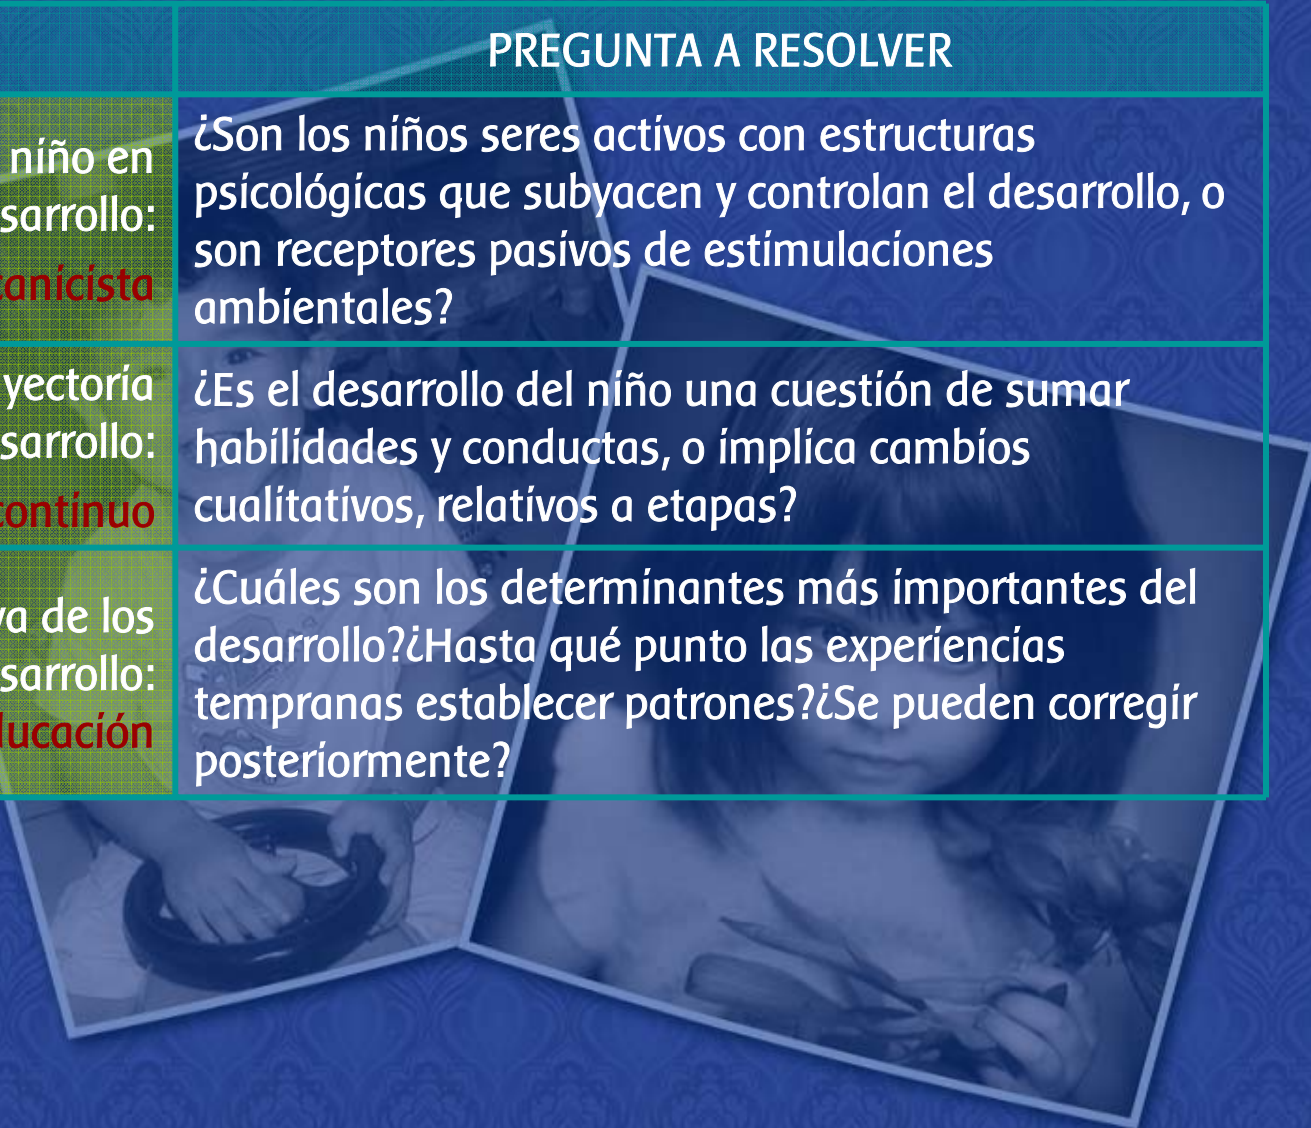 PREGUNTA A RESOLVER
niño en
sarrollo:
canicista
¿Son los niños seres activos con estructuras
psicológicas que subyacen y controlan el desarrollo, o
son receptores pasivos de estimulaciones
ambientales?
yectoria
sarrollo:
continuo
¿Es el desarrollo del niño una cuestión de sumar
habilidades y conductas, o implica cambios
cualitativos, relativos a etapas?
va de los
sarrollo:
ducación
¿Cuáles son los determinantes más importantes del
desarrollo?¿Hasta qué punto las experiencias
tempranas establecer patrones?¿Se pueden corregir
posteriormente?